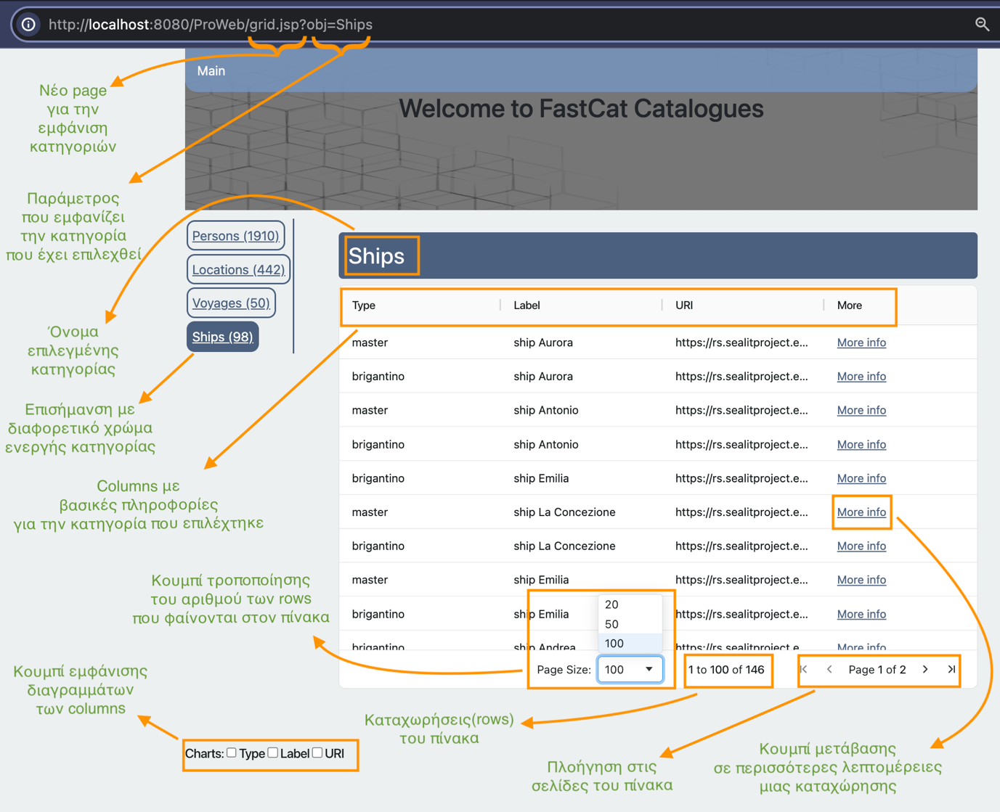 http://localhost:8080/ProWeb/grid.jsp?obj=Ships
Main
Welcome to FastCat Catalogues
Νέο page
για την
εμφάνιση
κατηγοριών
Παράμετρος
που εμφανίζει
την κατηγορία
που έχει επιλεχθεί
Όνομα
επιλεγμένης
κατηγορίας
Επισήμανση με
διαφορετικό χρώμα
ενεργής κατηγορίας
Columns με
βασικές πληροφορίες
για την κατηγορία που επιλέχτηκε
Persons (1910)
Locations (442)
Voyages (50)
Ships (98)
Ships
Type Label URI More
master ship Aurora https://rs.sealitproject.e... More info
brigantino ship Aurora https://rs.sealitproject.e... More info
master ship Antonio https://rs.sealitproject.e... More info
brigantino ship Antonio https://rs.sealitproject.e... More info
brigantino ship Emilia https://rs.sealitproject.e... More info
master ship La Concezione https://rs.sealitproject.e... More info
brigantino ship La Concezione https://rs.sealitproject.e... More info
master ship Emilia https://rs.sealitproject.e... More info
brigantino ship Emilia https://rs.sealitproject.e... More info
brigantino ship Andrea https://rs.sealitproject.e... More info
20
50
100
Page Size: 100 1 to 100 of 146 Page 1 of 2
Κουμπί τροποποίησης
του αριθμού των rows
που φαίνονται στον πίνακα
Κουμπί εμφάνισης
διαγραμμάτων
των columns
Charts: Type Label URI
Καταχωρήσεις(rows)
του πίνακα
Πλοήγηση στις
σελίδες του πίνακα
Κουμπί μετάβασης
σε περισσότερες λεπτομέρειες
μιας καταχώρησης